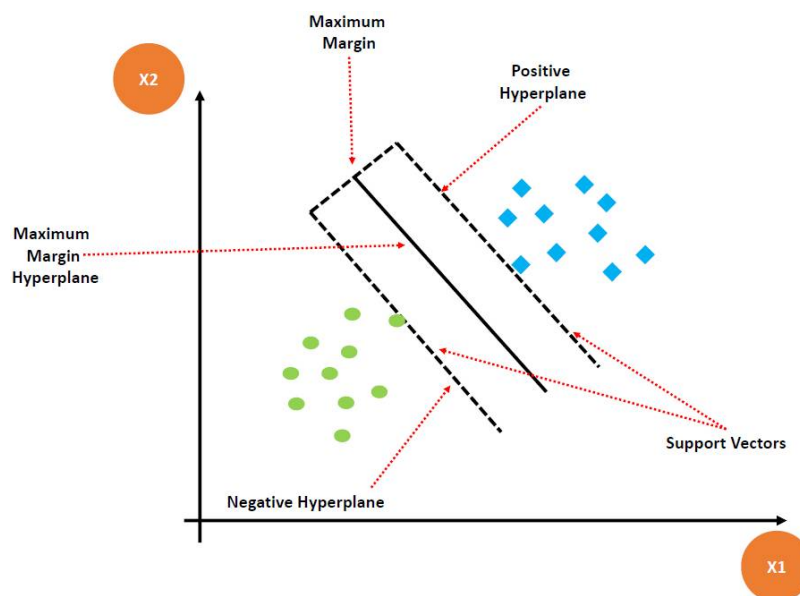 Maximum
Margin
X2
Positive
Hyperplane
Maximum
Margin
Hyperplane
Support Vectors
Negative Hyperplane
X1